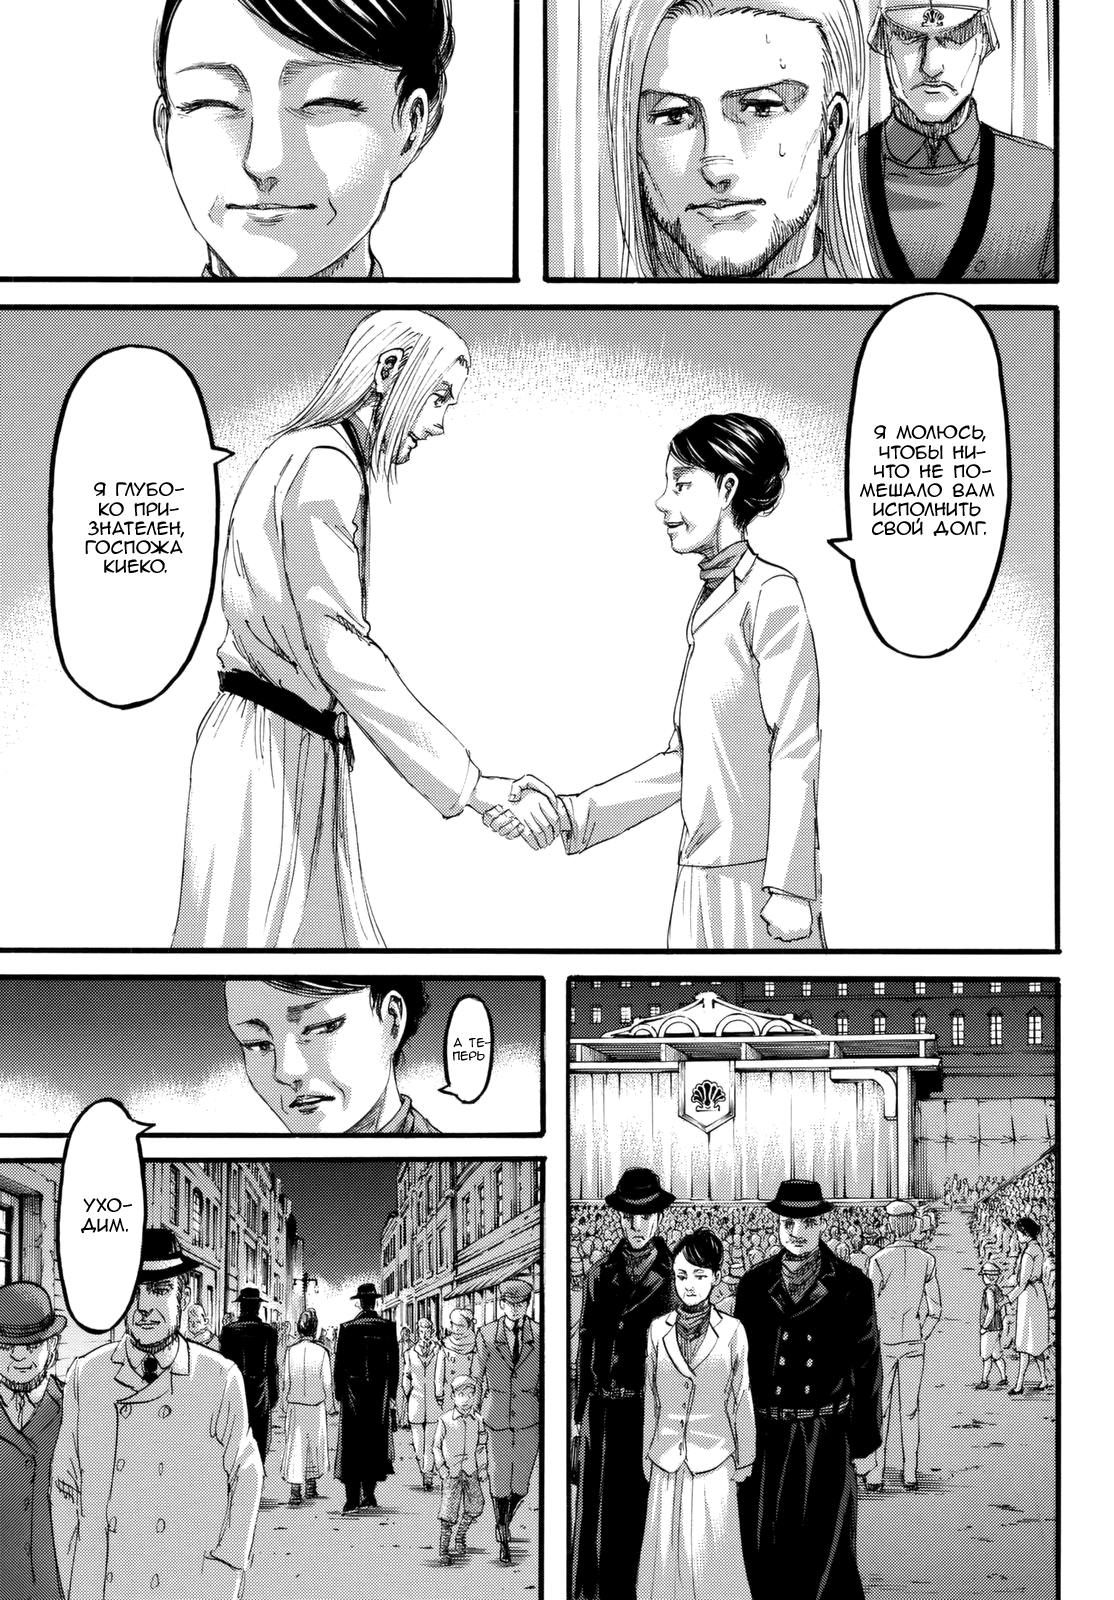 Я МОЛЮСЬ,
ЧТОБЫ НИ-
ЧТО НЕ ПО-
МЕШАЛО ВАМ
ИСПОЛНИТЬ
СВОЙ ДОЛГ.
Я ГЛУБО-
КО ПРИ-
ЗНАТЕЛЕН,
ГОСПОЖА
КИЕКО.
А ТЕ-
ПЕРЬ
УХО-
ДИМ.